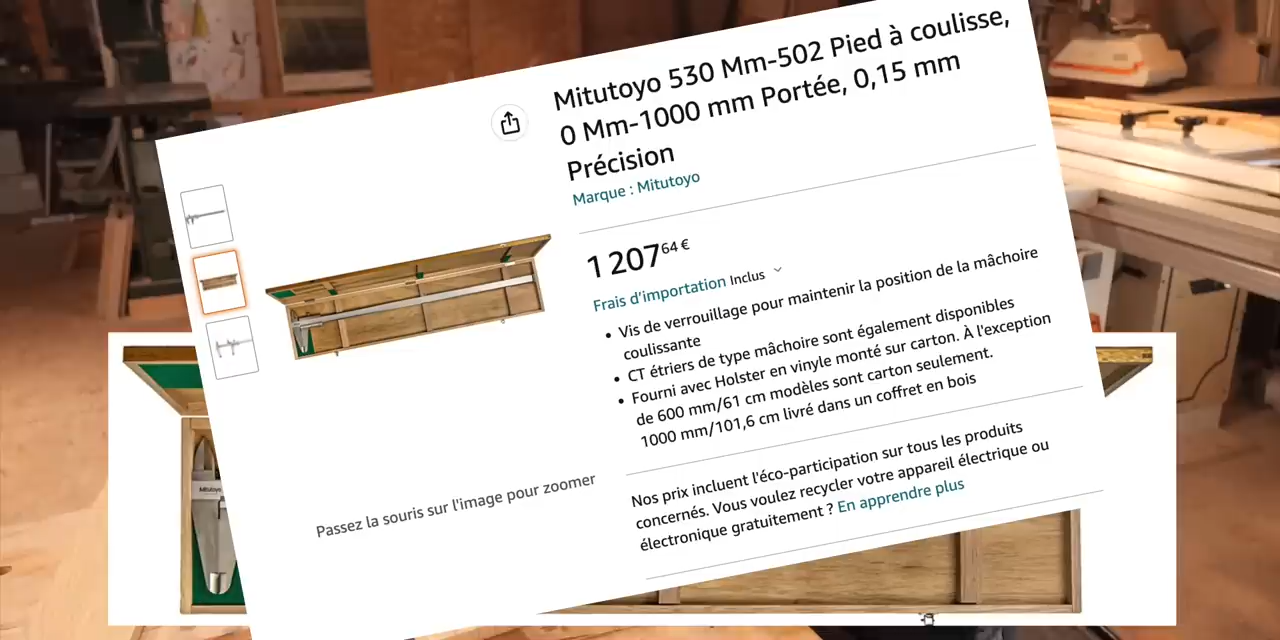 Mitutoyo 530 Mm-502 Pied à coulisse,
0 Mm-1000 mm Portée, 0,15 mm
Précision
Marque : Mitutoyo
1 207,64 €
Frais d'importation Inclus
• Vis de verrouillage pour maintenir la position de la mâchoire
coulissante
• CT étriers de type mâchoire sont également disponibles
• Fourni avec Holster en vinyle monté sur carton. À l'exception
de 600 mm/61 cm modèles sont carton seulement.
1000 mm/101,6 cm livré dans un coffret en bois
Passez la souris sur l'image pour zoomer
Nos prix incluent l'éco-participation sur tous les produits
concernés. Vous voulez recycler votre appareil électrique ou
électronique gratuitement ? En apprendre plus
Mitutoyo